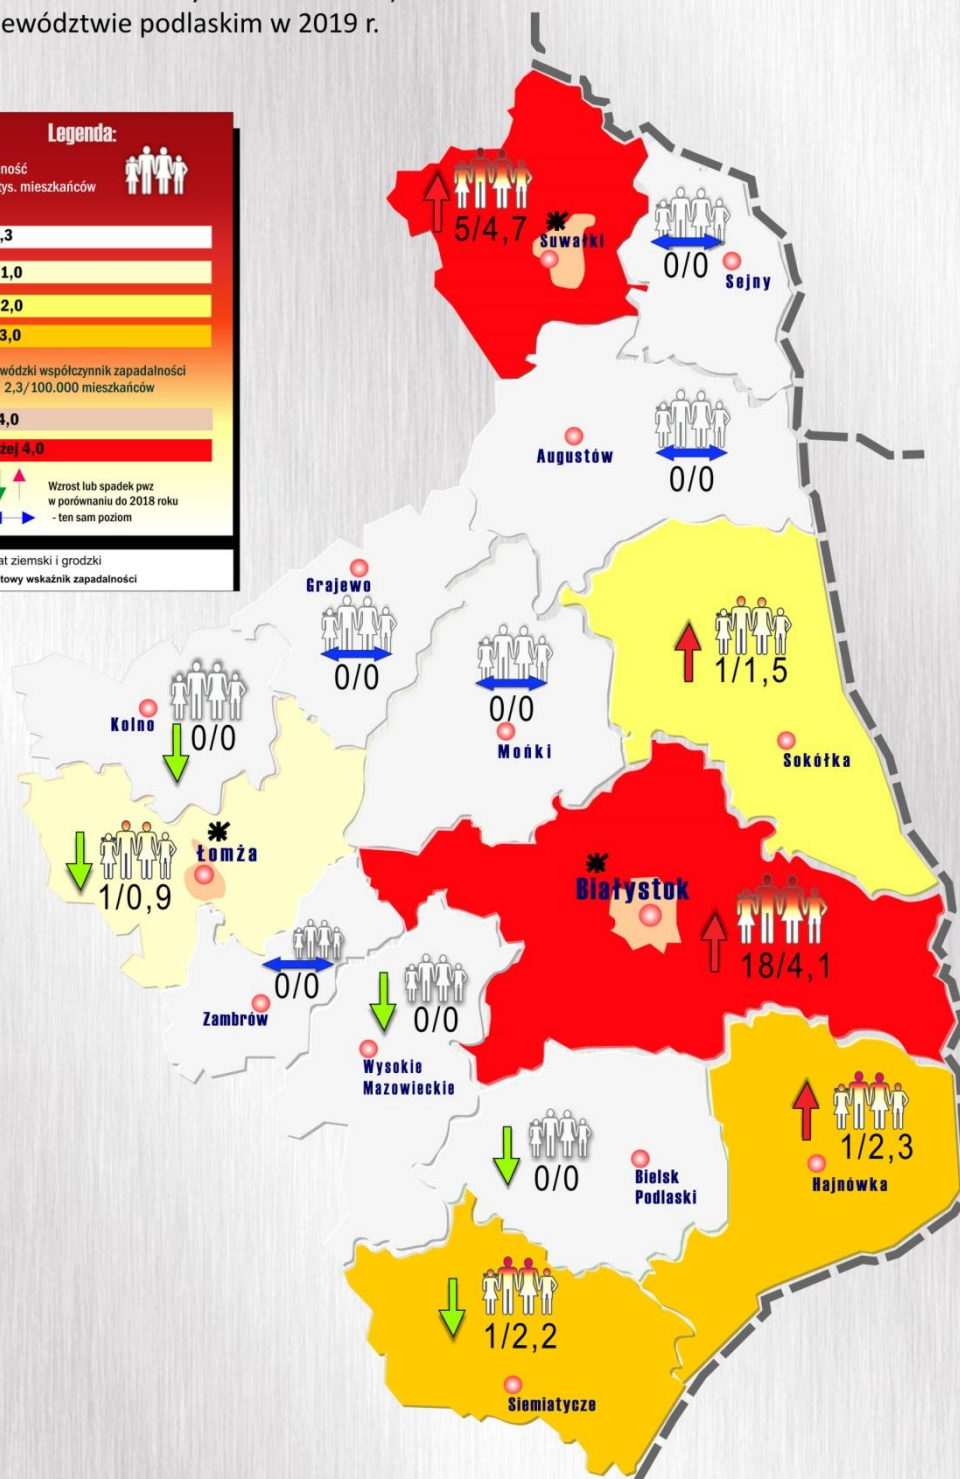 ewództwie podlaskim w 2019 r.
Legenda:
ność
tys. mieszkańców
,3
1,0
2,0
3,0
wódzki współczynnik zapadalności
2,3/100.000 mieszkańców
4,0
żej 4,0
Wzrost lub spadek pwz
w porównaniu do 2018 roku
- ten sam poziom
at ziemski i grodzki
towy wskaźnik zapadalności
5/4,7
Suwałki
0/0
Sejny
Augustów
0/0
Grajewo
0/0
0/0
Mońki
1/1,5
Sokółka
Kolno
0/0
Łomża
1/0,9
Białystok
18/4,1
0/0
Zambrów
0/0
Wysokie
Mazowieckie
0/0
Bielsk
Podlaski
1/2,3
Hajnówka
1/2,2
Siemiatycze